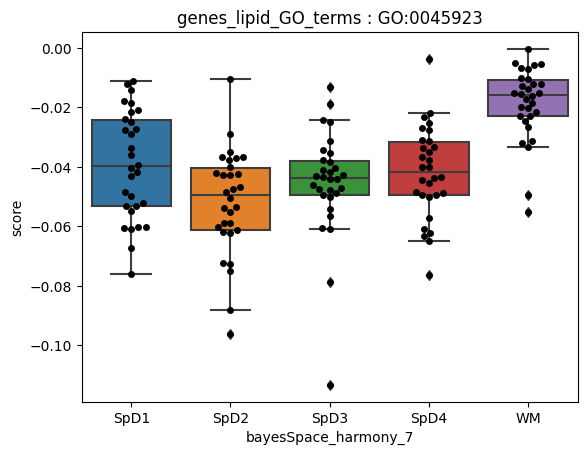 genes_lipid_GO_terms : GO:0045923
0.00
−0.02
−0.04
−0.06
−0.08
−0.10
score
SpD1 SpD2 SpD3 SpD4 WM
bayesSpace_harmony_7